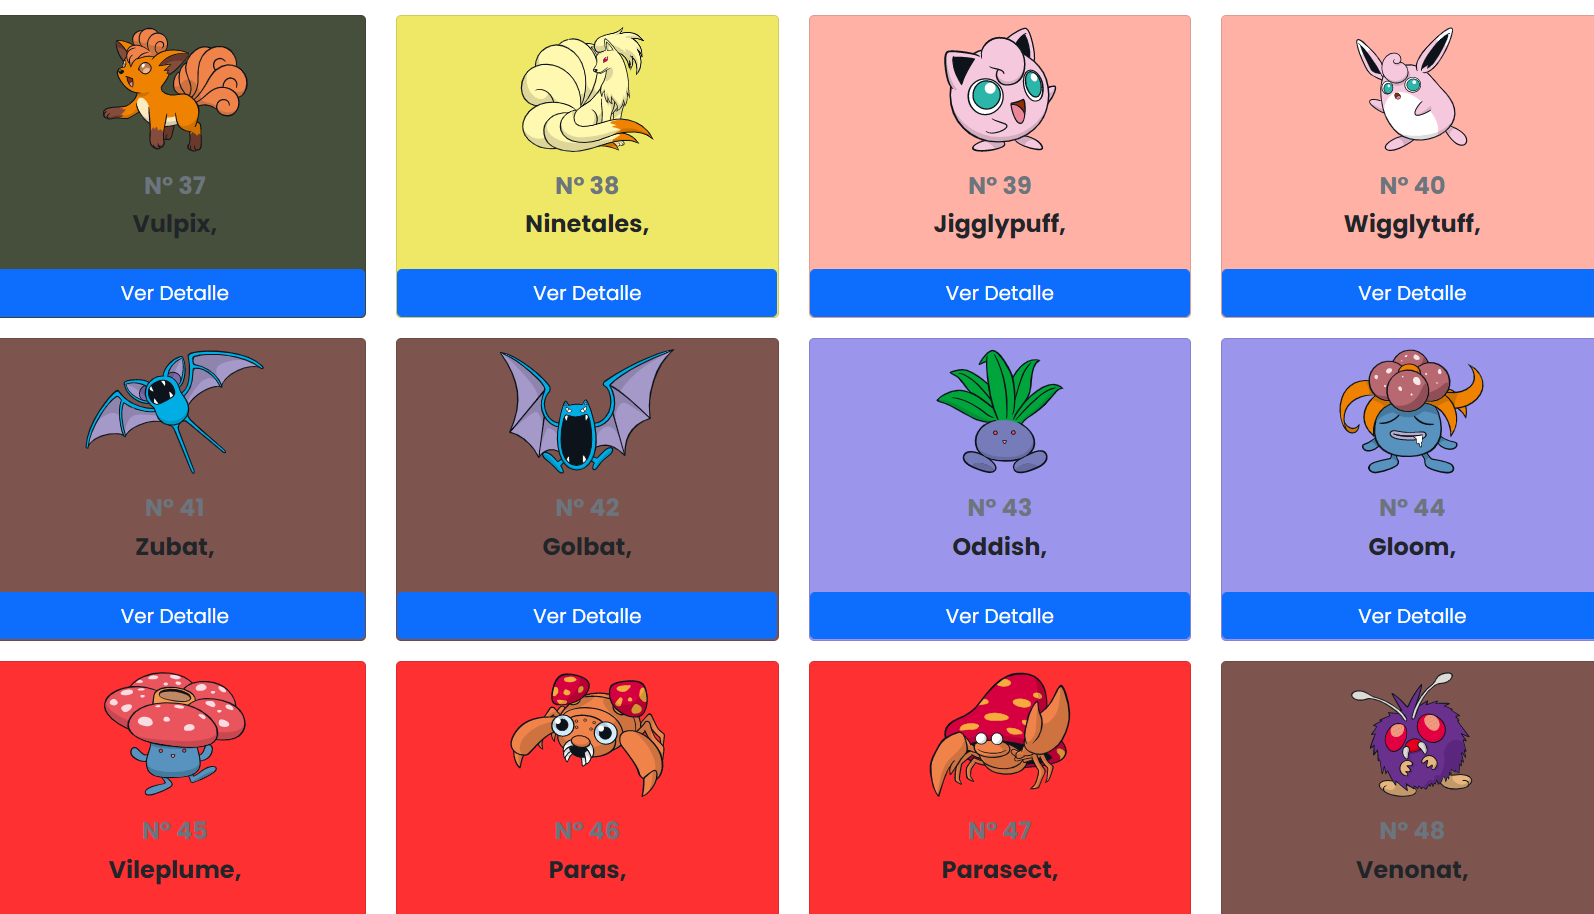 Nº 37
Vulpix,
Ver Detalle
Nº 38
Ninetales,
Ver Detalle
Nº 39
Jigglypuff,
Ver Detalle
Nº 40
Wigglytuff,
Ver Detalle
Nº 41
Zubat,
Ver Detalle
Nº 42
Golbat,
Ver Detalle
Nº 43
Oddish,
Ver Detalle
Nº 44
Gloom,
Ver Detalle
Nº 45
Vileplume,
Nº 46
Paras,
Nº 47
Parasect,
Nº 48
Venonat,